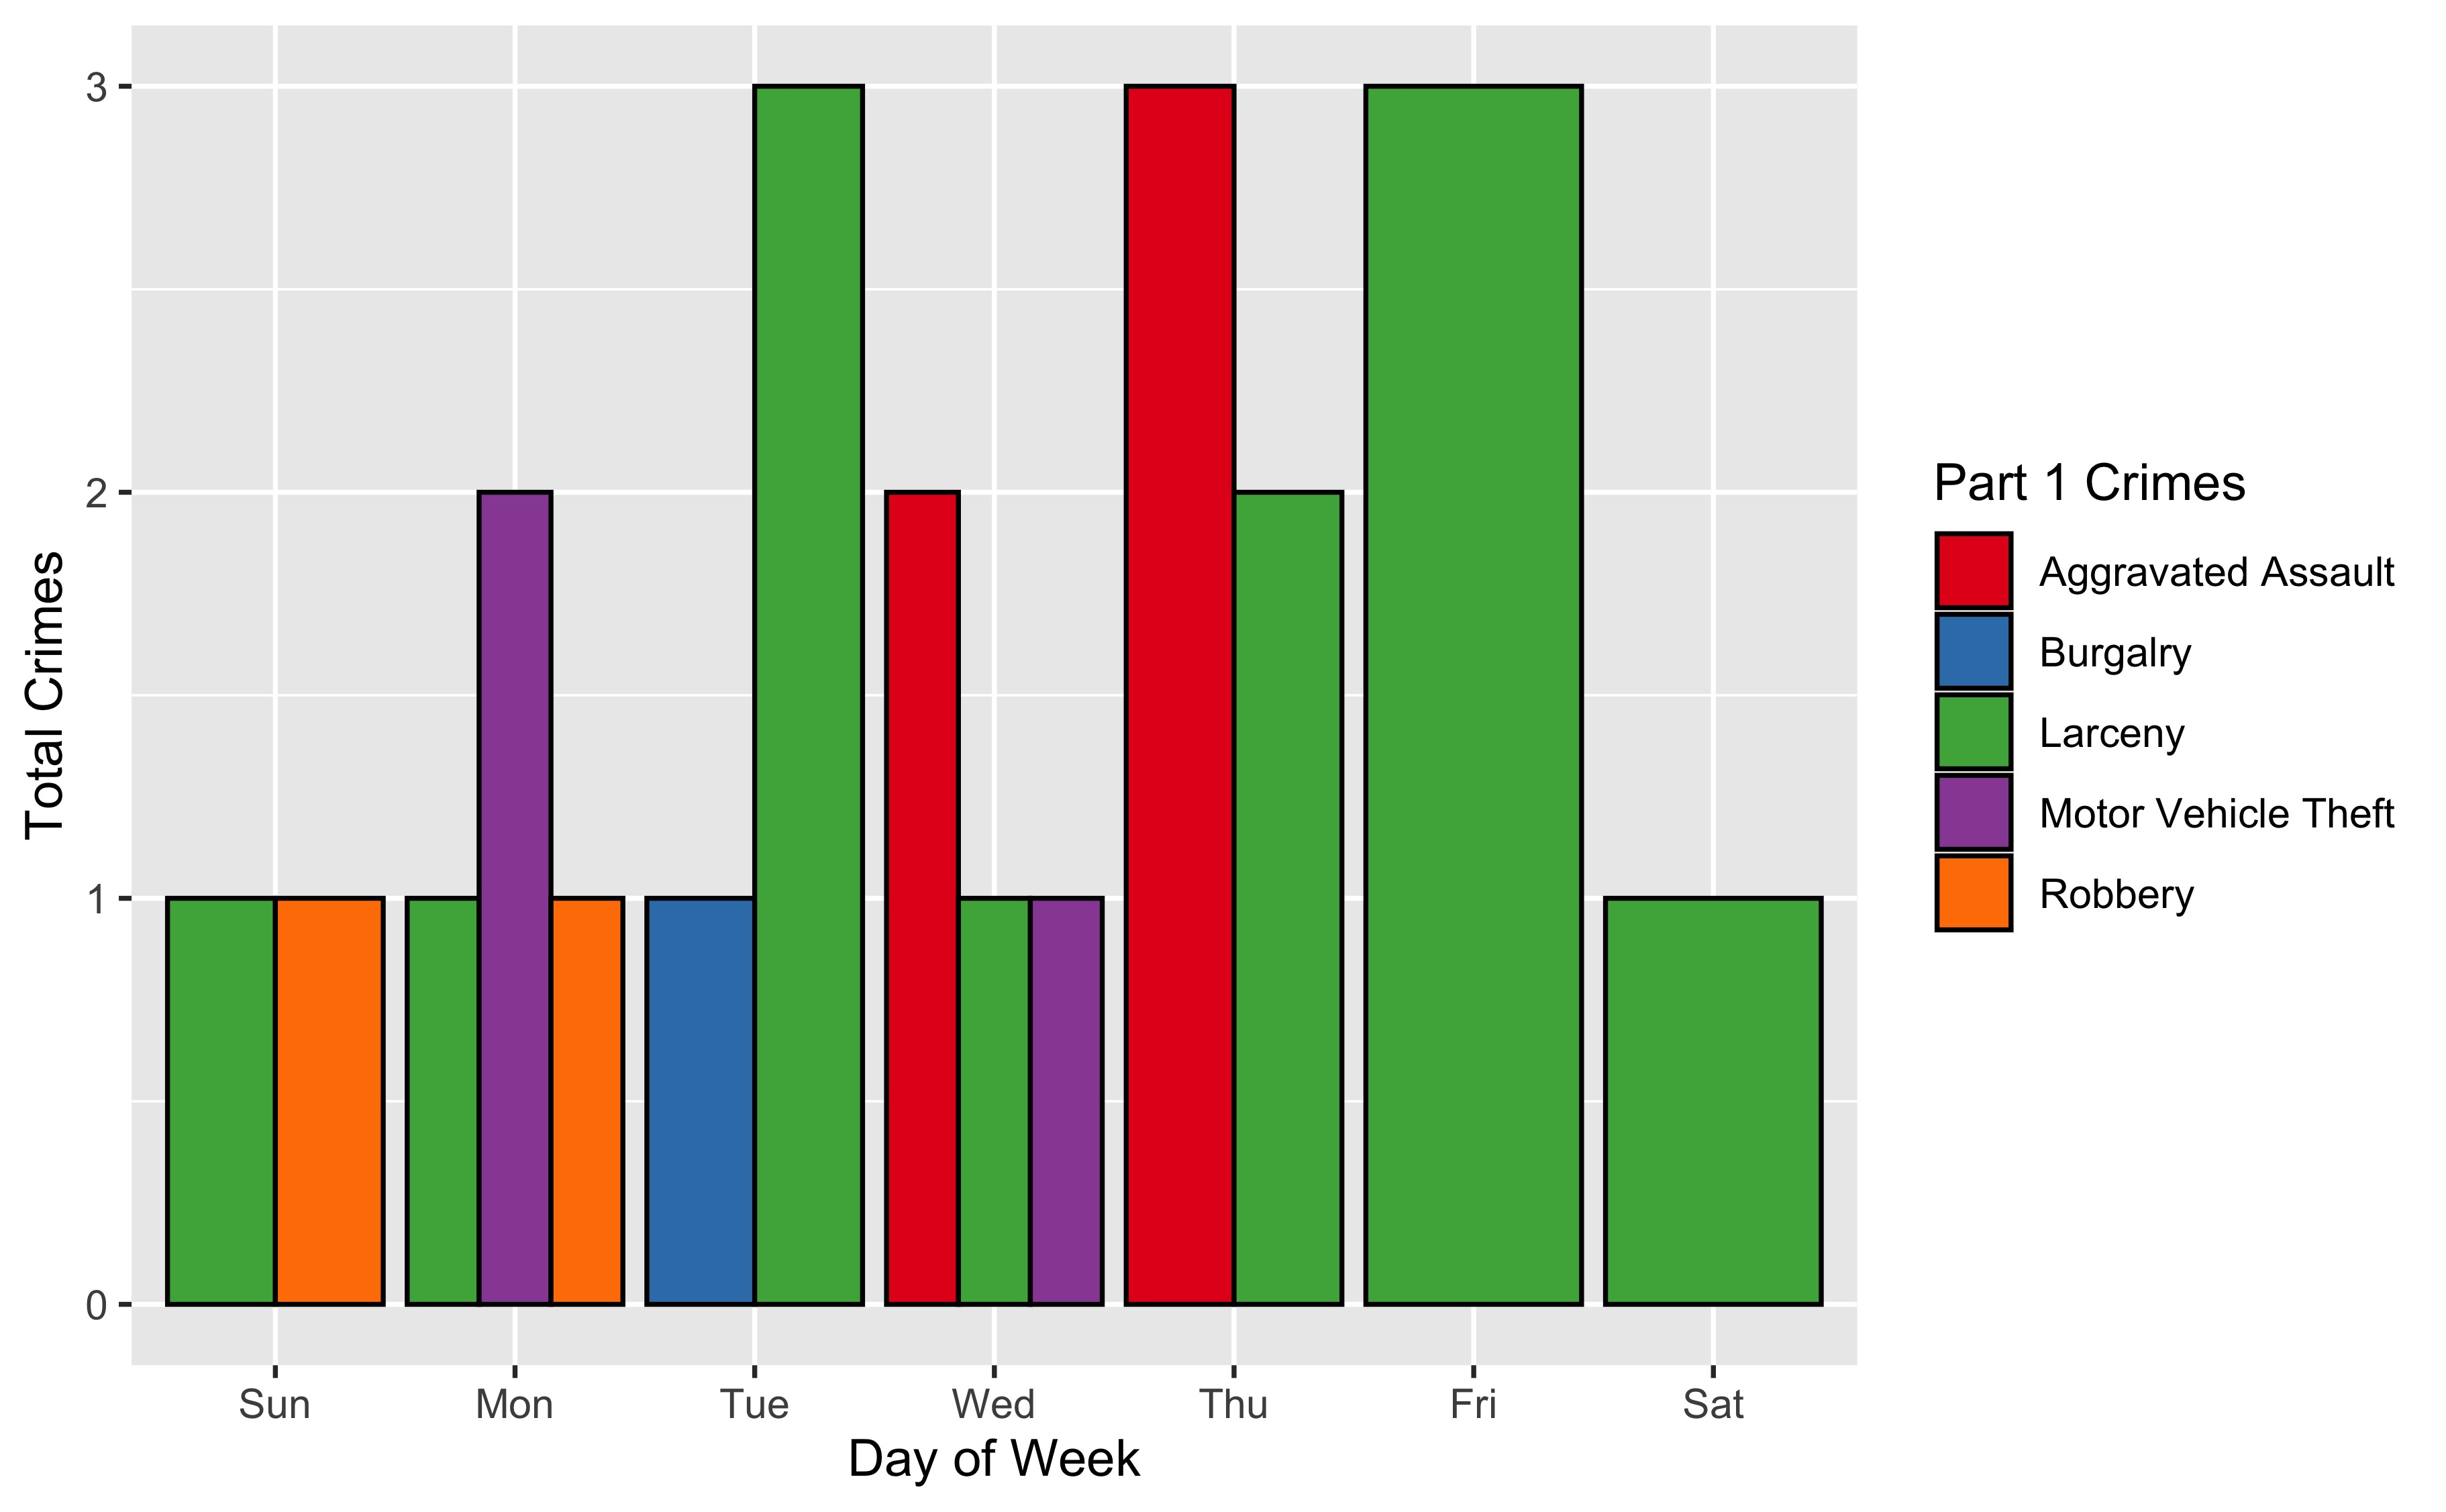 3
2
1
0
Total Crimes
Sun Mon Tue Wed Thu Fri Sat
Day of Week
Part 1 Crimes
Aggravated Assault
Burgalry
Larceny
Motor Vehicle Theft
Robbery